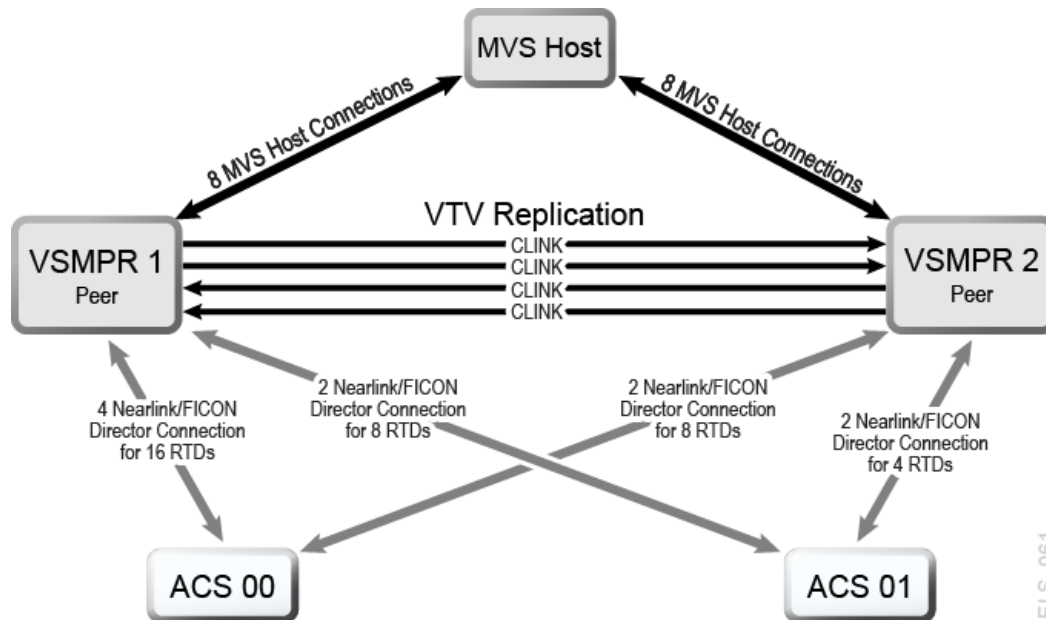 MVS Host
8 MVS Host Connections
8 MVS Host Connections
VTV Replication
VSMPR 1
Peer
CLINK
CLINK
CLINK
CLINK
VSMPR 2
Peer
4 Nearlink/FICON
Director Connection
for 16 RTDs
2 Nearlink/FICON
Director Connection
for 8 RTDs
2 Nearlink/FICON
Director Connection
for 8 RTDs
2 Nearlink/FICON
Director Connection
for 4 RTDs
ACS 00
ACS 01
ELS_061